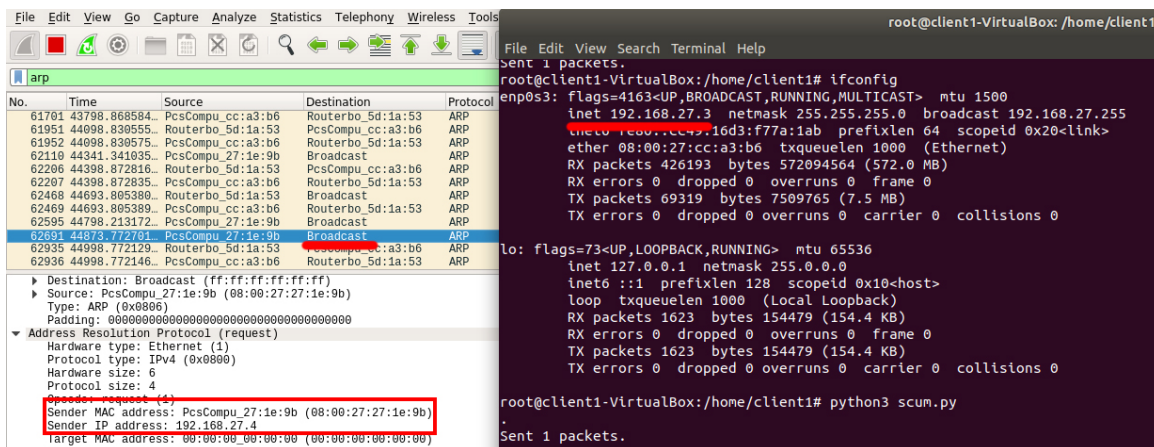 File Edit View Go Capture Analyze Statistics Telephony Wireless Tools
arp
No. Time Source Destination Protocol
61701 43798.868584… PcsCompu_cc:a3:b6 Routerbo_5d:1a:53 ARP
61951 44098.830555… Routerbo_5d:1a:53 PcsCompu_cc:a3:b6 ARP
61952 44098.830575… PcsCompu_cc:a3:b6 Routerbo_5d:1a:53 ARP
62110 44341.341035… PcsCompu_27:1e:9b Broadcast ARP
62206 44398.872816… Routerbo_5d:1a:53 PcsCompu_cc:a3:b6 ARP
62207 44398.872835… PcsCompu_cc:a3:b6 Routerbo_5d:1a:53 ARP
62468 44693.805380… Routerbo_5d:1a:53 Broadcast ARP
62469 44693.805389… PcsCompu_cc:a3:b6 Routerbo_5d:1a:53 ARP
62595 44798.213172… PcsCompu_27:1e:9b Broadcast ARP
62691 44873.772701… PcsCompu_27:1e:9b Broadcast ARP
62935 44998.772129… Routerbo_5d:1a:53 PcsCompu_cc:a3:b6 ARP
62936 44998.772146… PcsCompu_cc:a3:b6 Routerbo_5d:1a:53 ARP
Destination: Broadcast (ff:ff:ff:ff:ff:ff)
Source: PcsCompu_27:1e:9b (08:00:27:27:1e:9b)
Type: ARP (0x0806)
Padding: 000000000000000000000000000000000000
Address Resolution Protocol (request)
Hardware type: Ethernet (1)
Protocol type: IPv4 (0x0800)
Hardware size: 6
Protocol size: 4
Opcode: request (1)
Sender MAC address: PcsCompu_27:1e:9b (08:00:27:27:1e:9b)
Sender IP address: 192.168.27.4
Target MAC address: 00:00:00_00:00:00 (00:00:00:00:00:00)
root@client1-VirtualBox: /home/client1
File Edit View Search Terminal Help
Sent 1 packets.
root@client1-VirtualBox:/home/client1# ifconfig
enp0s3: flags=4163<UP,BROADCAST,RUNNING,MULTICAST> mtu 1500
inet 192.168.27.3 netmask 255.255.255.0 broadcast 192.168.27.255
prefixlen 64 scopeid 0x20<link>
ether 08:00:27:cc:a3:b6 txqueuelen 1000 (Ethernet)
RX packets 426193 bytes 572094564 (572.0 MB)
RX errors 0 dropped 0 overruns 0 frame 0
TX packets 69319 bytes 7509765 (7.5 MB)
TX errors 0 dropped 0 overruns 0 carrier 0 collisions 0
lo: flags=73<UP,LOOPBACK,RUNNING> mtu 65536
inet 127.0.0.1 netmask 255.0.0.0
inet6 ::1 prefixlen 128 scopeid 0x10<host>
loop txqueuelen 1000 (Local Loopback)
RX packets 1623 bytes 154479 (154.4 KB)
RX errors 0 dropped 0 overruns 0 frame 0
TX packets 1623 bytes 154479 (154.4 KB)
TX errors 0 dropped 0 overruns 0 carrier 0 collisions 0
root@client1-VirtualBox:/home/client1# python3 scum.py
.
Sent 1 packets.